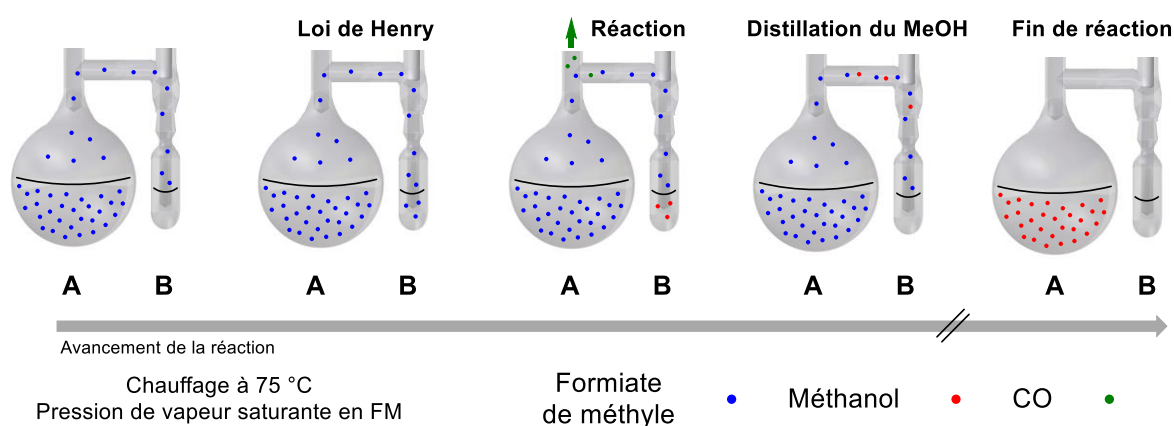 Loi de Henry
Réaction
Distillation du MeOH
Fin de réaction
A B A B A B A B A B
Avancement de la réaction
Chauffage à 75 °C
Pression de vapeur saturante en FM
Formiate
de méthyle
Méthanol
CO